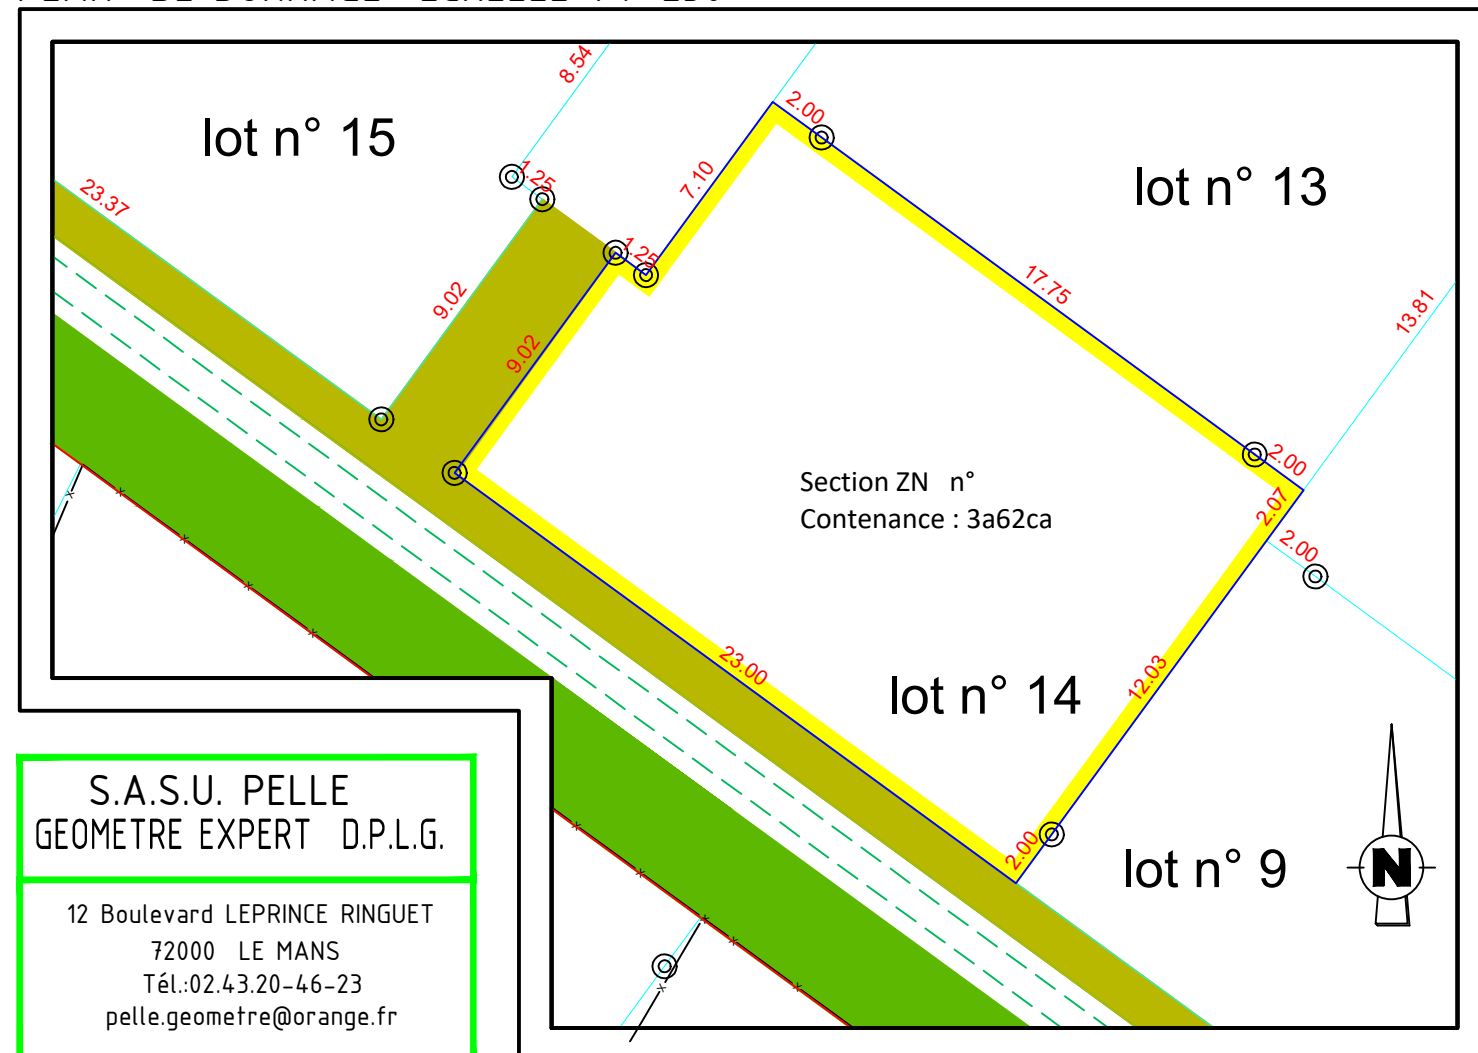 lot n° 15
8.54
2.00
lot n° 13
23.37
1.25
7.10
1.25
9.02
17.75
13.81
9.02
2.00
Section ZN n°
Contenance : 3a62ca
2.07
2.00
23.00
lot n° 14
12.03
2.00
lot n° 9
N
S.A.S.U. PELLE
GEOMETRE EXPERT D.P.L.G.
12 Boulevard LEPRINCE RINGUET
72000 LE MANS
Tél.:02.43.20-46-23
pelle.geometre@orange.fr